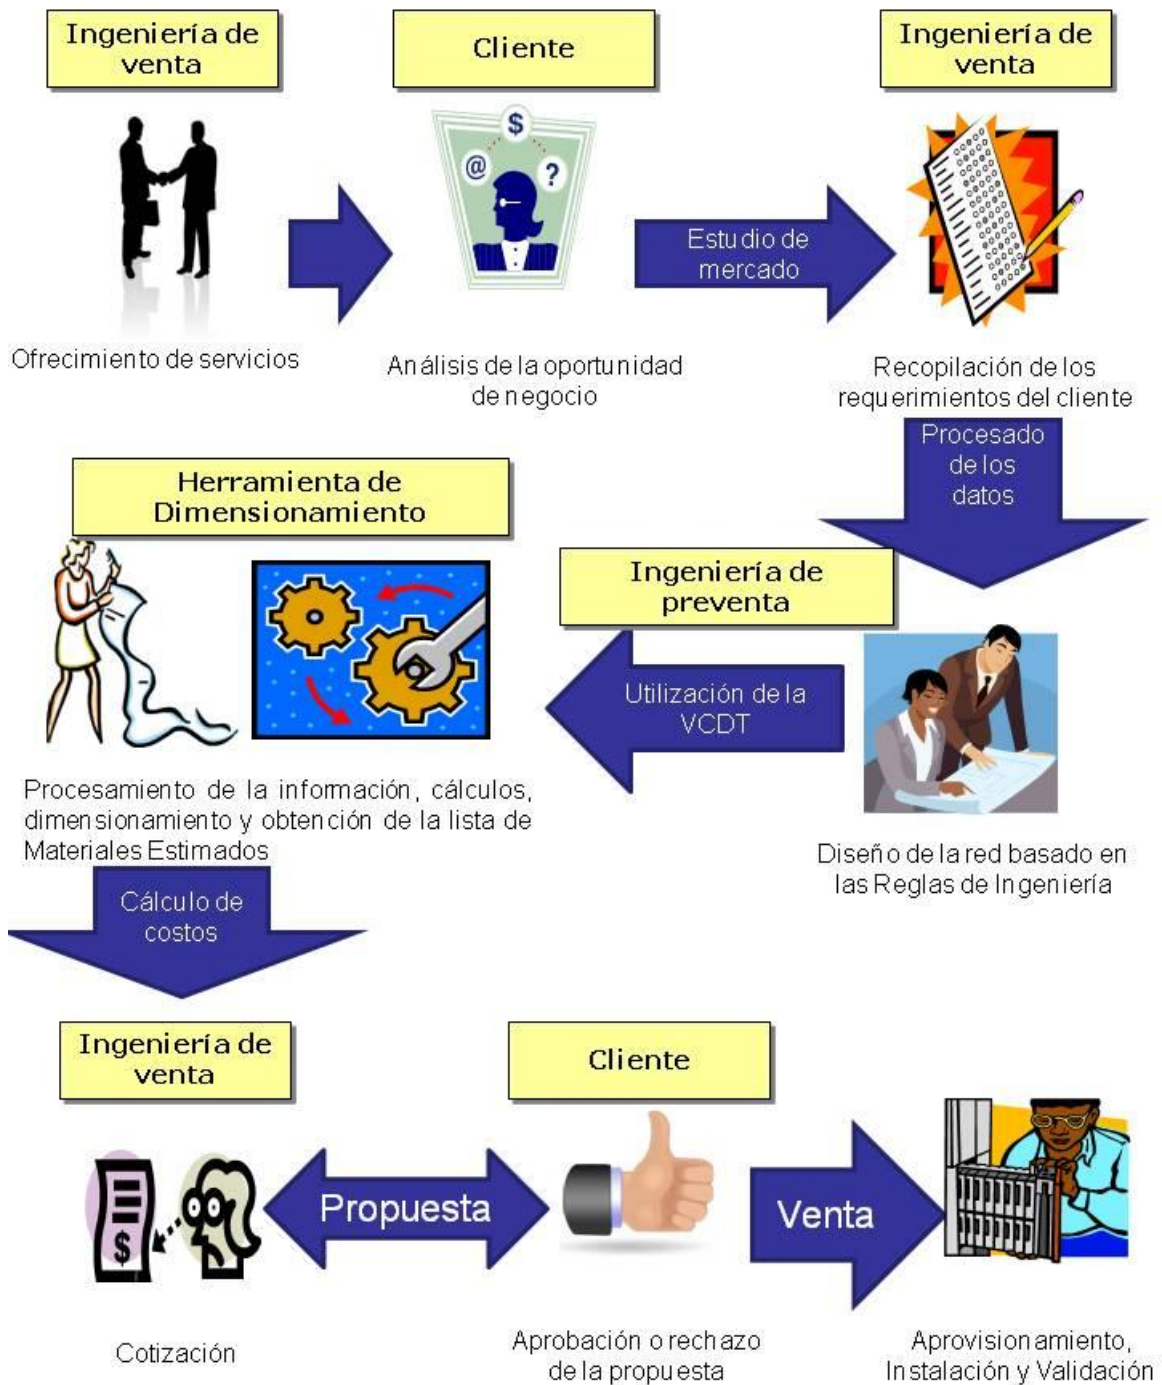 Ingeniería de
venta
Cliente
Ingeniería de
venta
$
@
?
Estudio de
mercado
Ofrecimiento de servicios
Análisis de la oportunidad
de negocio
Recopilación de los
requerimientos del cliente
Procesado
de los
datos
Herramienta de
Dimensionamiento
Ingeniería de
preventa
Utilización de la
VCDT
Procesamiento de la información, cálculos,
dimensionamiento y obtención de la lista de
Materiales Estimados
Diseño de la red basado en
las Reglas de Ingeniería
Cálculo de
costos
Ingeniería de
venta
Cliente
$
Propuesta
Venta
Cotización
Aprobación o rechazo
de la propuesta
Aprovisionamiento,
Instalación y Validación